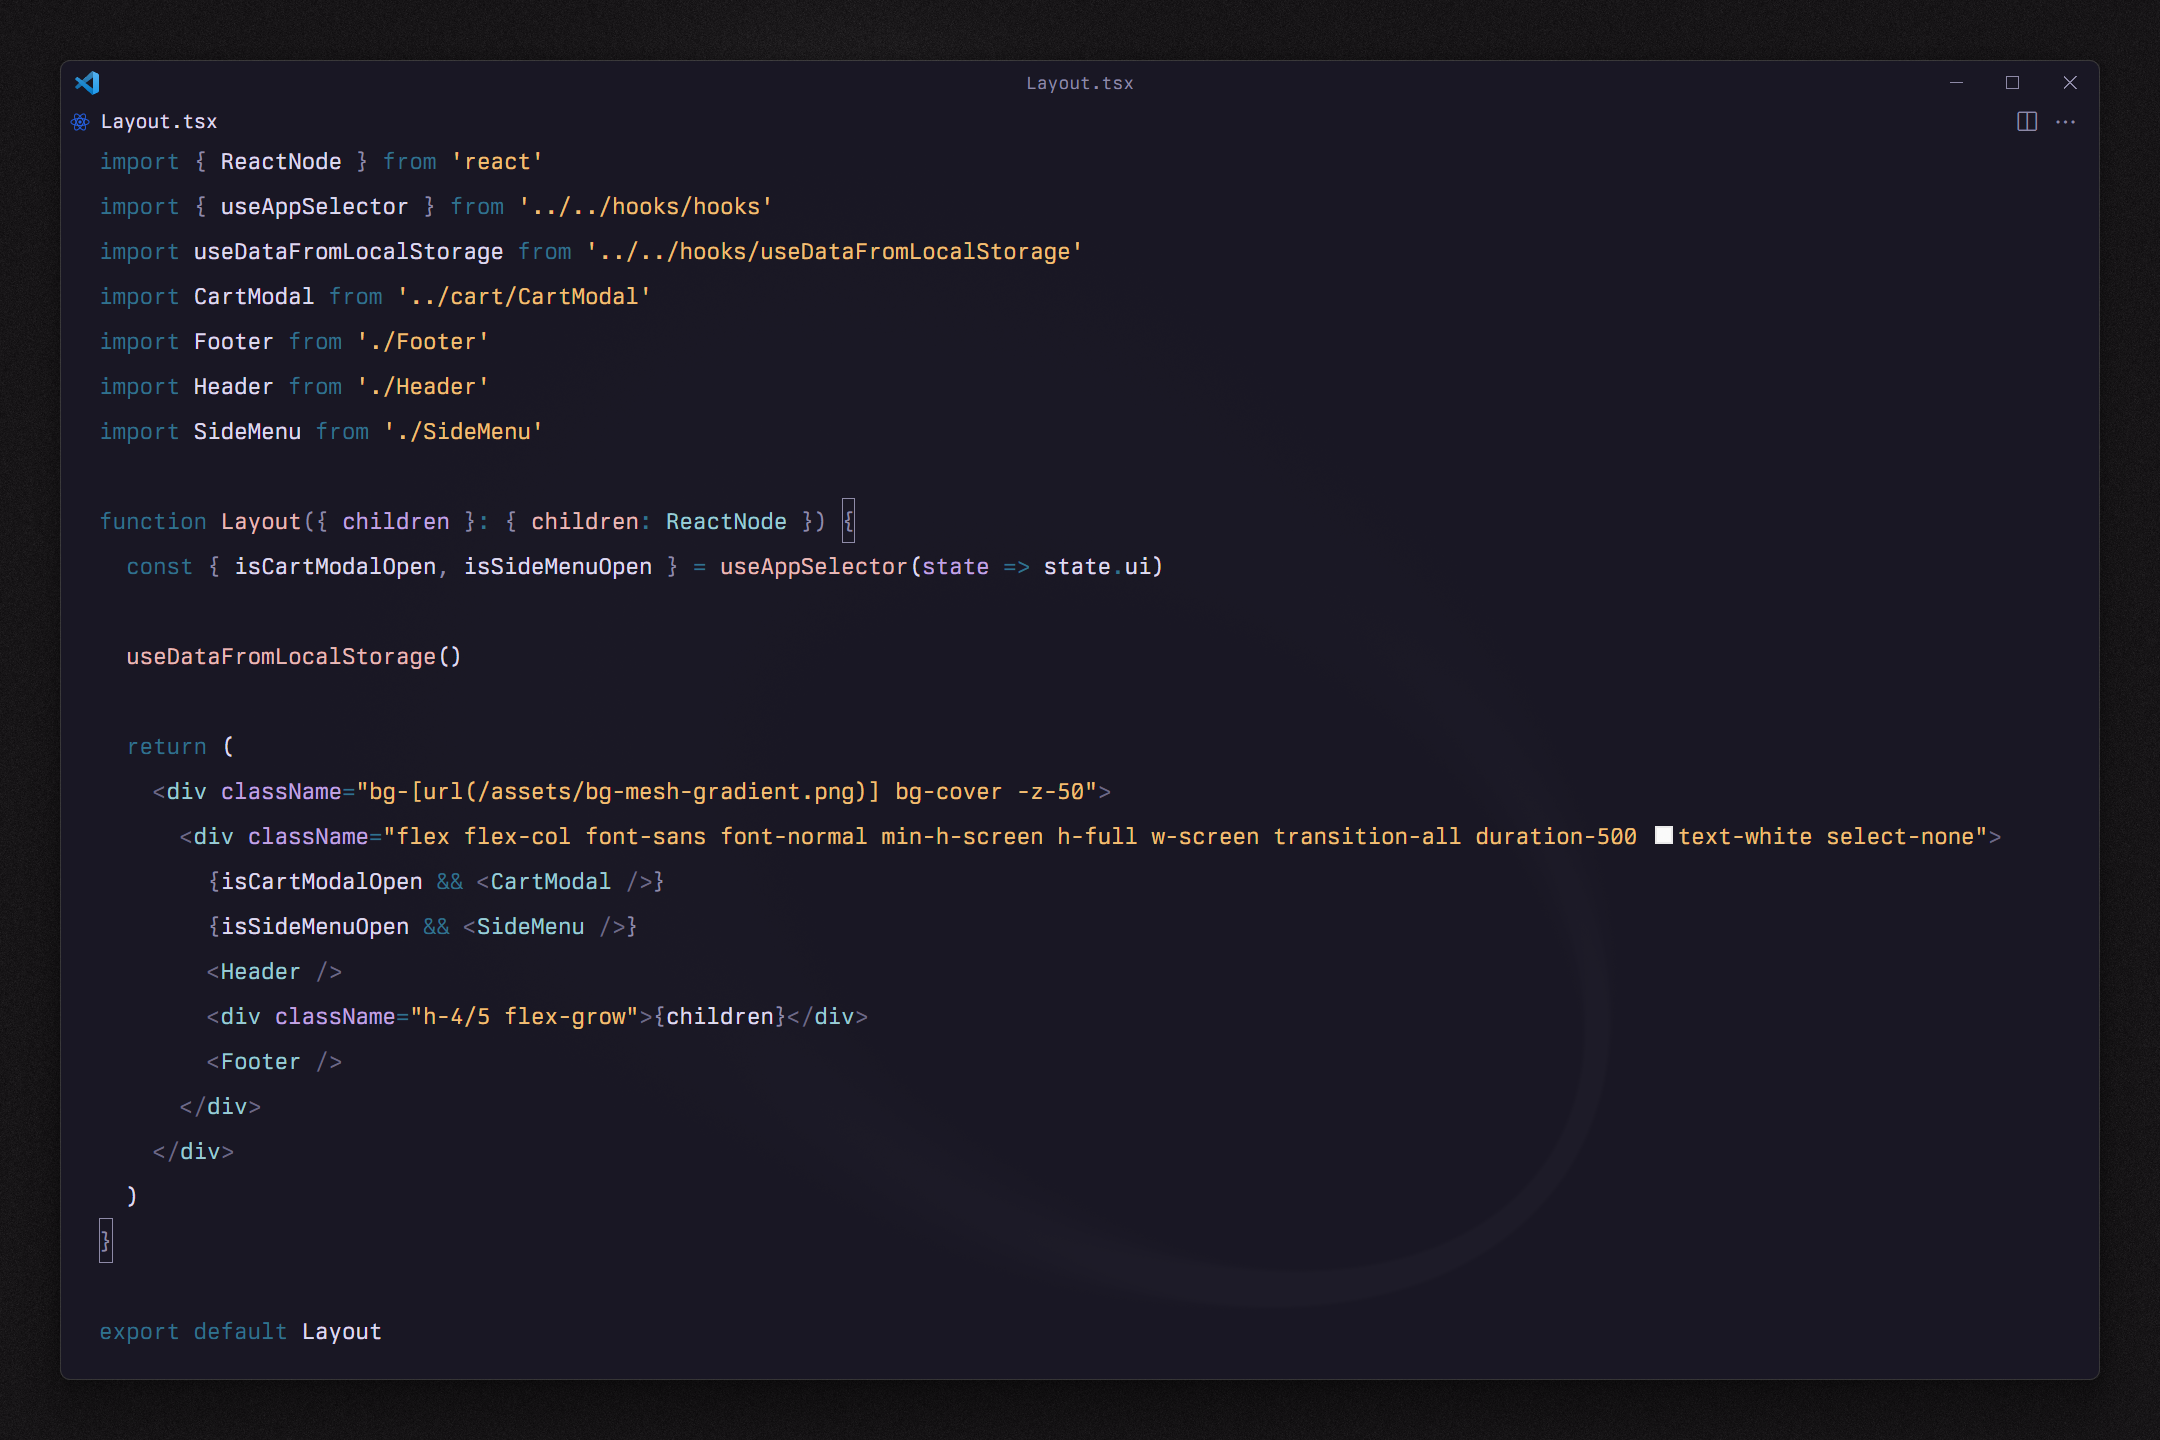 Layout.tsx
Layout.tsx
import { ReactNode } from 'react'
import { useAppSelector } from '../../hooks/hooks'
import useDataFromLocalStorage from '../../hooks/useDataFromLocalStorage'
import CartModal from '../cart/CartModal'
import Footer from './Footer'
import Header from './Header'
import SideMenu from './SideMenu'

function Layout({ children }: { children: ReactNode }) {
  const { isCartModalOpen, isSideMenuOpen } = useAppSelector(state => state.ui)

  useDataFromLocalStorage()

  return (
    <div className="bg-[url(/assets/bg-mesh-gradient.png)] bg-cover -z-50">
      <div className="flex flex-col font-sans font-normal min-h-screen h-full w-screen transition-all duration-500 text-white select-none">
        {isCartModalOpen && <CartModal />}
        {isSideMenuOpen && <SideMenu />}
        <Header />
        <div className="h-4/5 flex-grow">{children}</div>
        <Footer />
      </div>
    </div>
  )
}

export default Layout